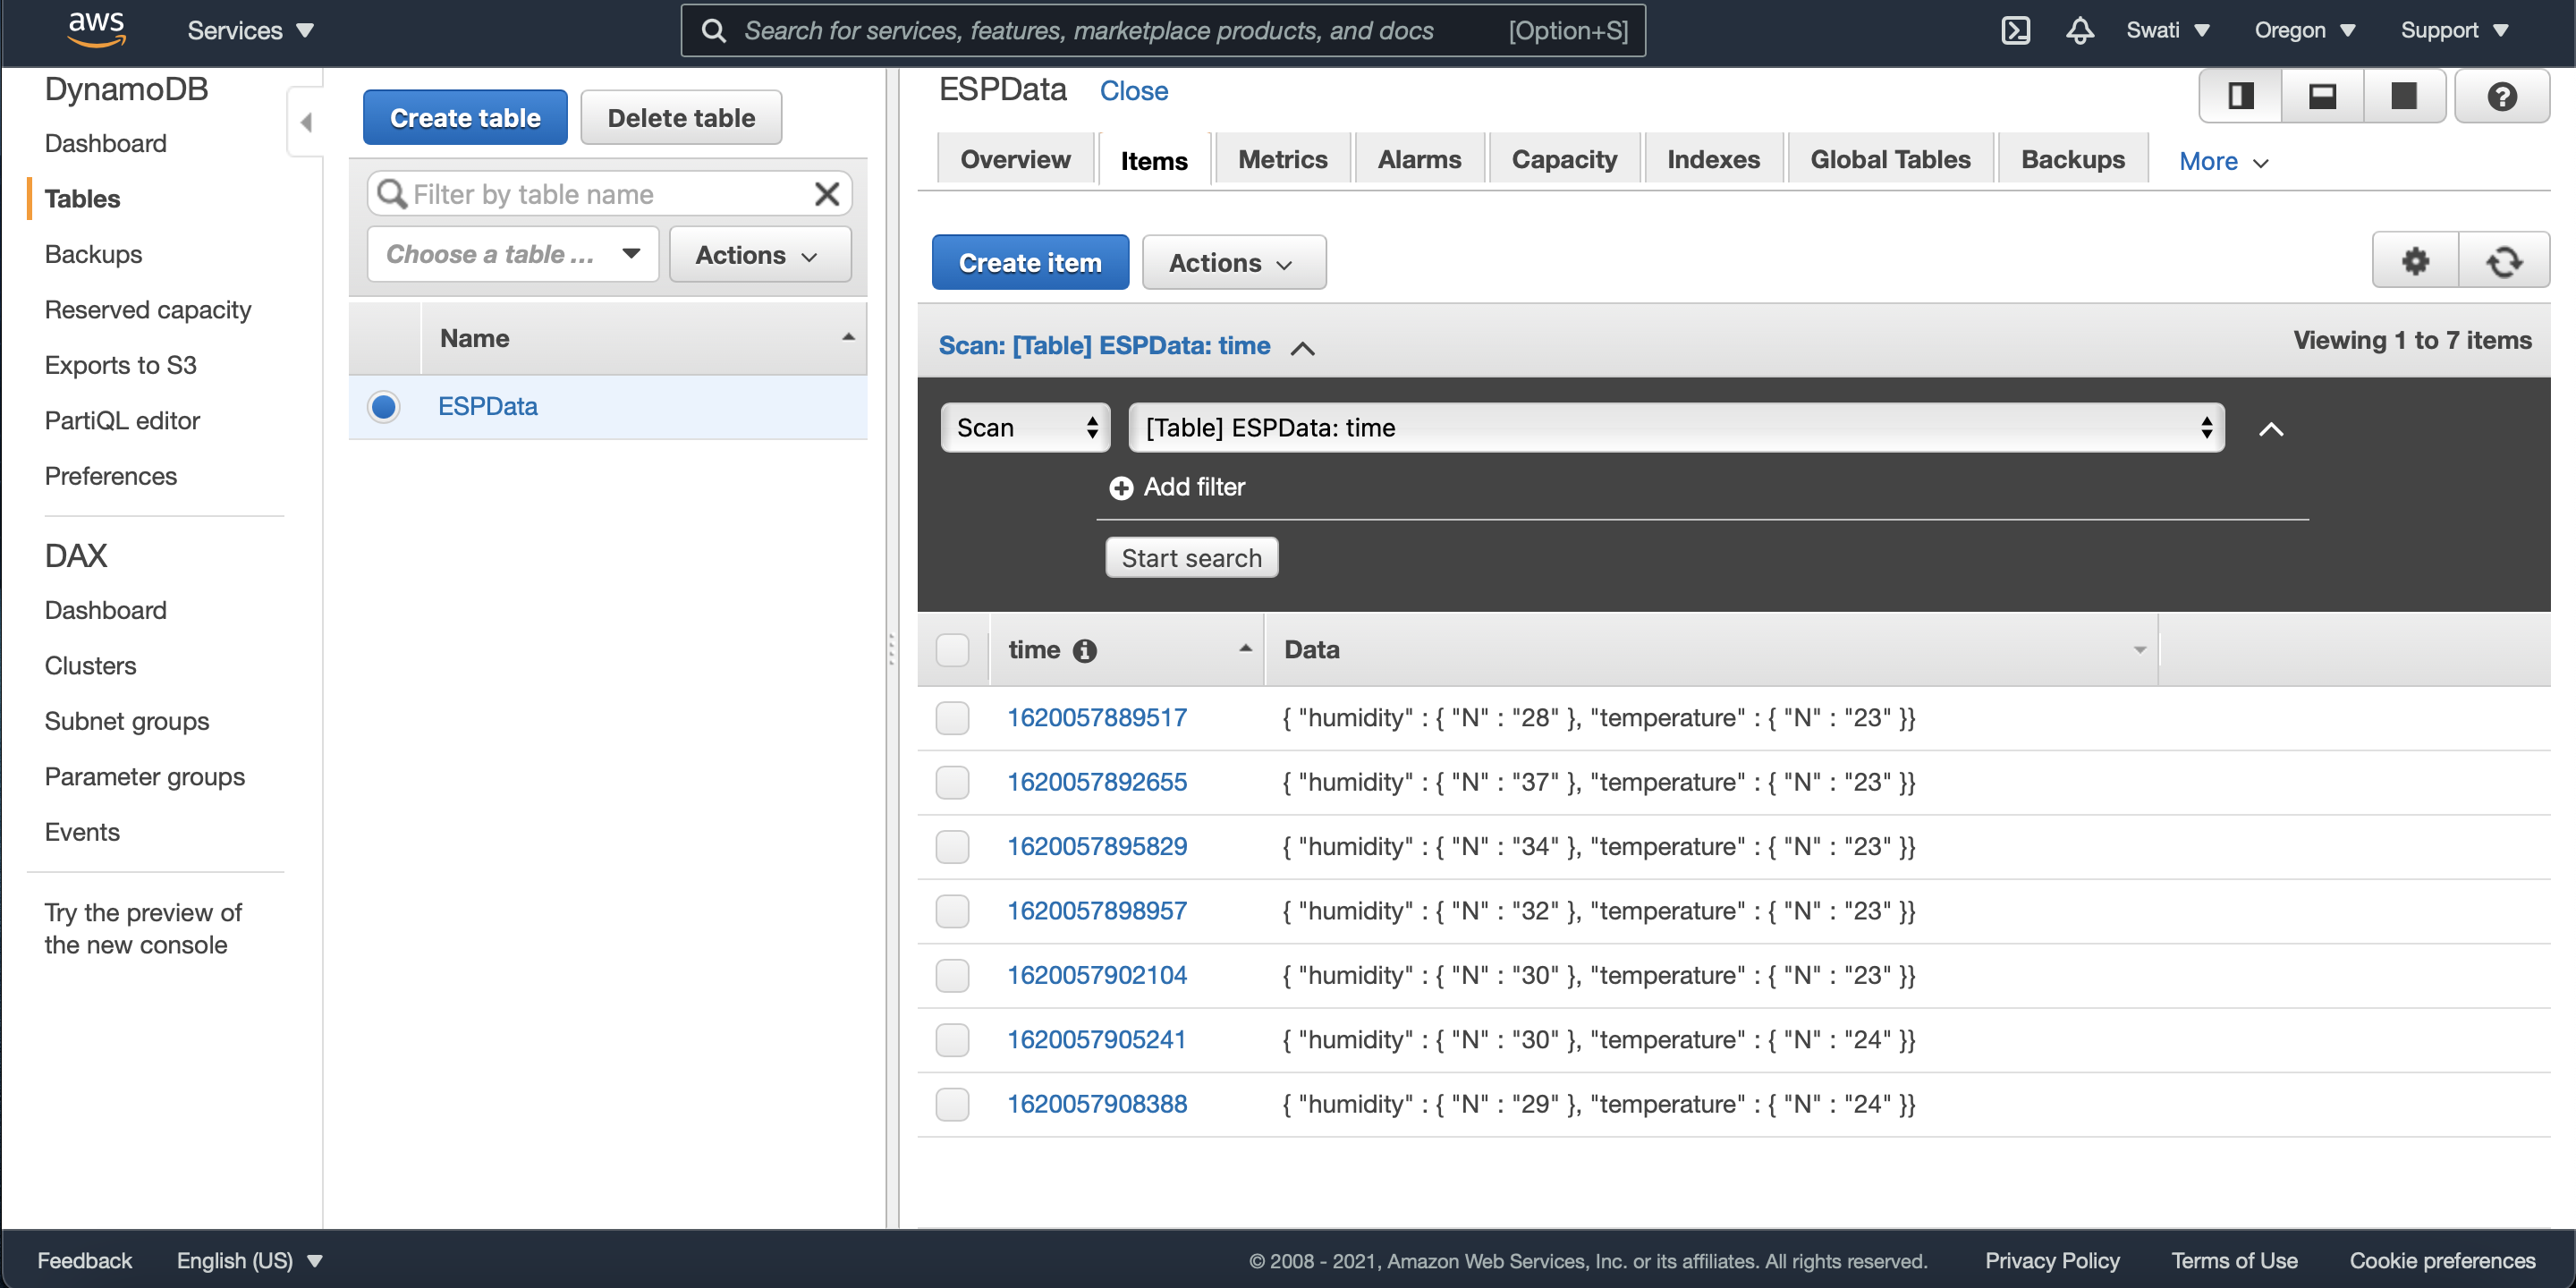 aws
Services
Search for services, features, marketplace products, and docs [Option+S]
Swati
Oregon
Support
DynamoDB
Dashboard
Tables
Backups
Reserved capacity
Exports to S3
PartiQL editor
Preferences
DAX
Dashboard
Clusters
Subnet groups
Parameter groups
Events
Try the preview of
the new console
Create table
Delete table
Filter by table name
Choose a table ...
Actions
Name
ESPData
ESPData Close
Overview Items Metrics Alarms Capacity Indexes Global Tables Backups More
Create item Actions
Scan: [Table] ESPData: time
Viewing 1 to 7 items
Scan [Table] ESPData: time
Add filter
Start search
time Data
1620057889517 { "humidity" : { "N" : "28" }, "temperature" : { "N" : "23" }}
1620057892655 { "humidity" : { "N" : "37" }, "temperature" : { "N" : "23" }}
1620057895829 { "humidity" : { "N" : "34" }, "temperature" : { "N" : "23" }}
1620057898957 { "humidity" : { "N" : "32" }, "temperature" : { "N" : "23" }}
1620057902104 { "humidity" : { "N" : "30" }, "temperature" : { "N" : "23" }}
1620057905241 { "humidity" : { "N" : "30" }, "temperature" : { "N" : "24" }}
1620057908388 { "humidity" : { "N" : "29" }, "temperature" : { "N" : "24" }}
Feedback English (US) © 2008 - 2021, Amazon Web Services, Inc. or its affiliates. All rights reserved. Privacy Policy Terms of Use Cookie preferences